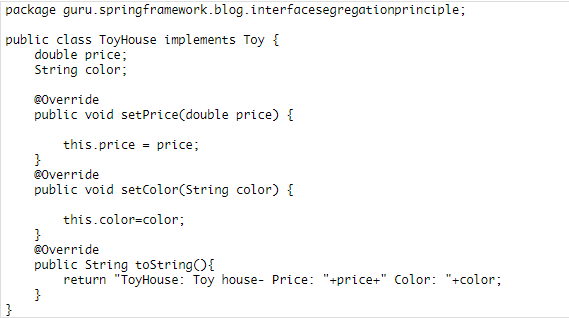 package guru.springframework.blog.interfacesegregationprinciple;

public class ToyHouse implements Toy {
    double price;
    String color;

    @Override
    public void setPrice(double price) {

        this.price = price;
    }
    @Override
    public void setColor(String color) {

        this.color=color;
    }
    @Override
    public String toString(){
        return "ToyHouse: Toy house- Price: "+price+" Color: "+color;
    }
}